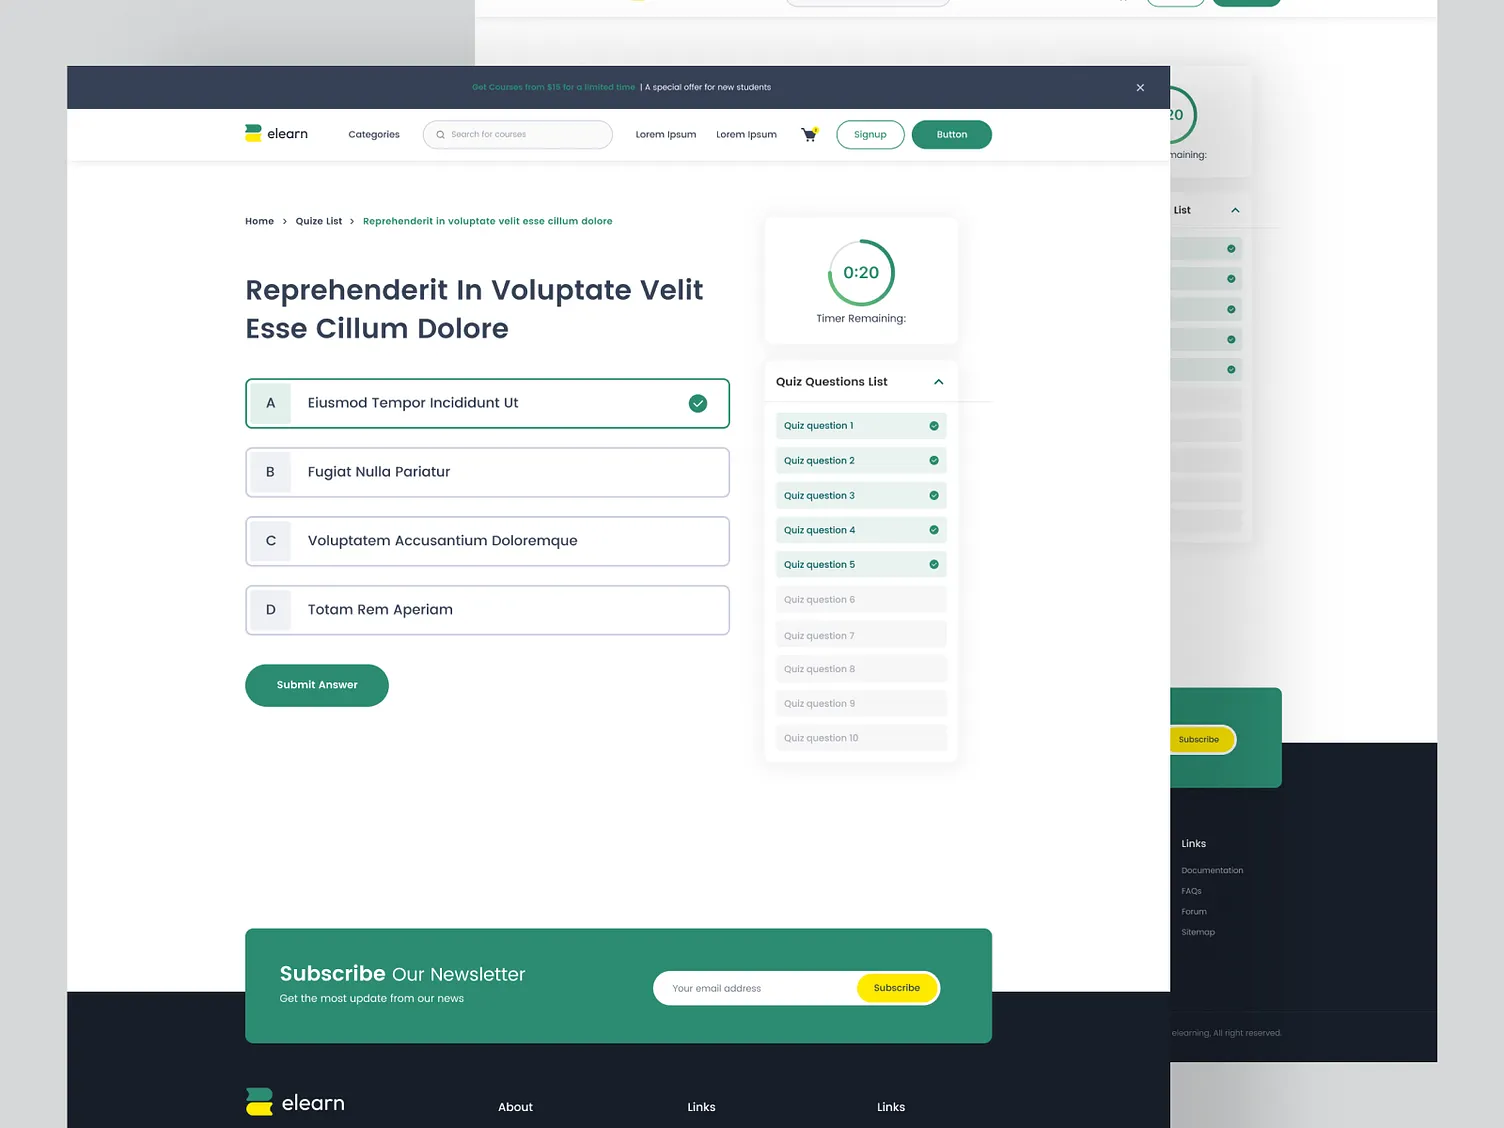 Get Courses from $15 for a limited time | A special offer for new students
elearn
Categories
Search for courses
Lorem Ipsum
Lorem Ipsum
Signup
Button
Home > Quize List > Reprehenderit in voluptate velit esse cillum dolore
Reprehenderit In Voluptate Velit
Esse Cillum Dolore
A
Eiusmod Tempor Incididunt Ut
B
Fugiat Nulla Pariatur
C
Voluptatem Accusantium Doloremque
D
Totam Rem Aperiam
Submit Answer
0:20
Timer Remaining:
Quiz Questions List
Quiz question 1
Quiz question 2
Quiz question 3
Quiz question 4
Quiz question 5
Quiz question 6
Quiz question 7
Quiz question 8
Quiz question 9
Quiz question 10
Subscribe Our Newsletter
Get the most update from our news
Your email address
Subscribe
elearn
About
Links
Links
20
maining:
List
Subscribe
Links
Documentation
FAQs
Forum
Sitemap
elearning, All right reserved.